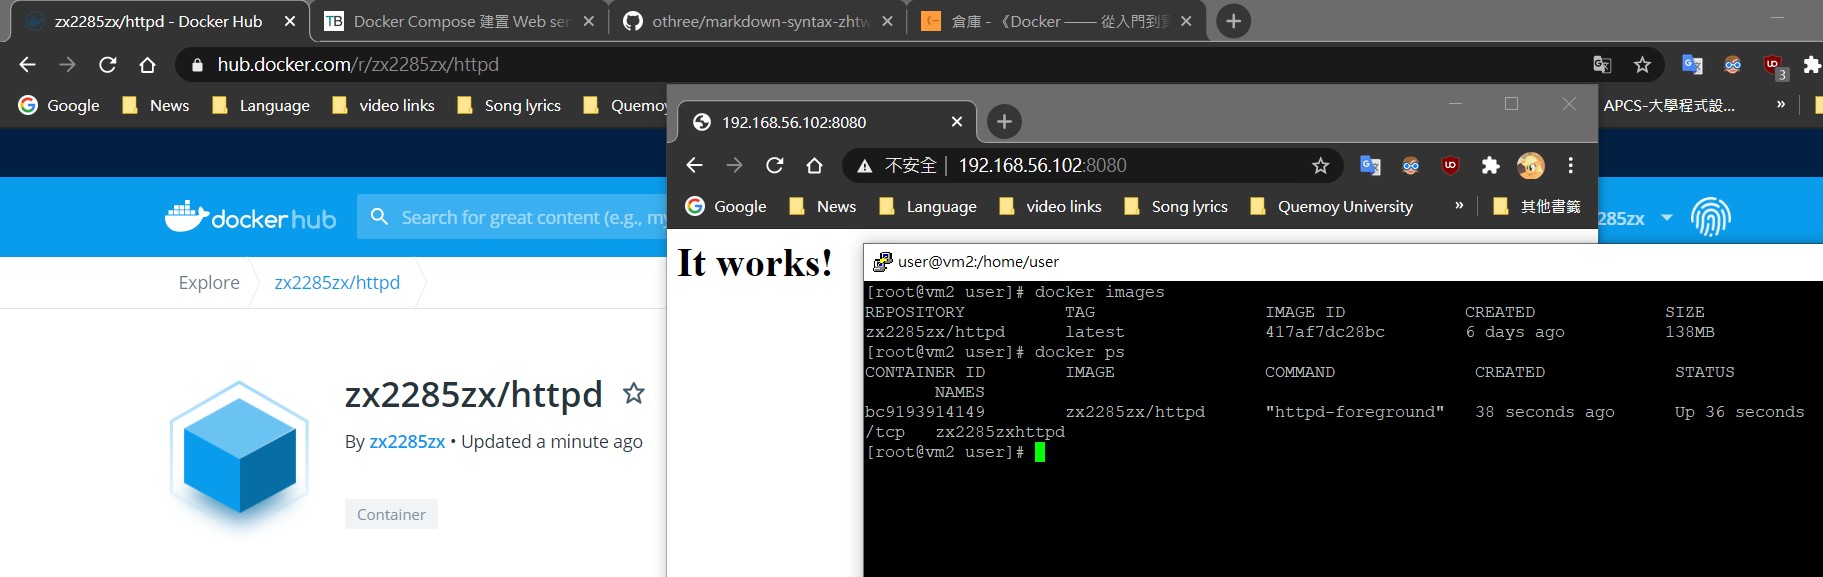 zx2285zx/httpd - Docker Hub
Docker Compose 建置 Web ser
othree/markdown-syntax-zhtw
倉庫 - 《Docker —— 從入門到
hub.docker.com/r/zx2285zx/httpd
3
Google News Language video links Song lyrics Quemoy
APCS-大學程式設... »
192.168.56.102:8080
不安全 | 192.168.56.102:8080
Google News Language video links Song lyrics Quemoy University » 其他書籤
dockerhub
Search for great content (e.g., my
285zx
Explore
zx2285zx/httpd
It works!
zx2285zx/httpd
By zx2285zx • Updated a minute ago
Container
user@vm2:/home/user
[root@vm2 user]# docker images
REPOSITORY TAG IMAGE ID CREATED SIZE
zx2285zx/httpd latest 417af7dc28bc 6 days ago 138MB
[root@vm2 user]# docker ps
CONTAINER ID IMAGE COMMAND CREATED STATUS
NAMES
bc9193914149 zx2285zx/httpd "httpd-foreground" 38 seconds ago Up 36 seconds
/tcp zx2285zxhttpd
[root@vm2 user]#